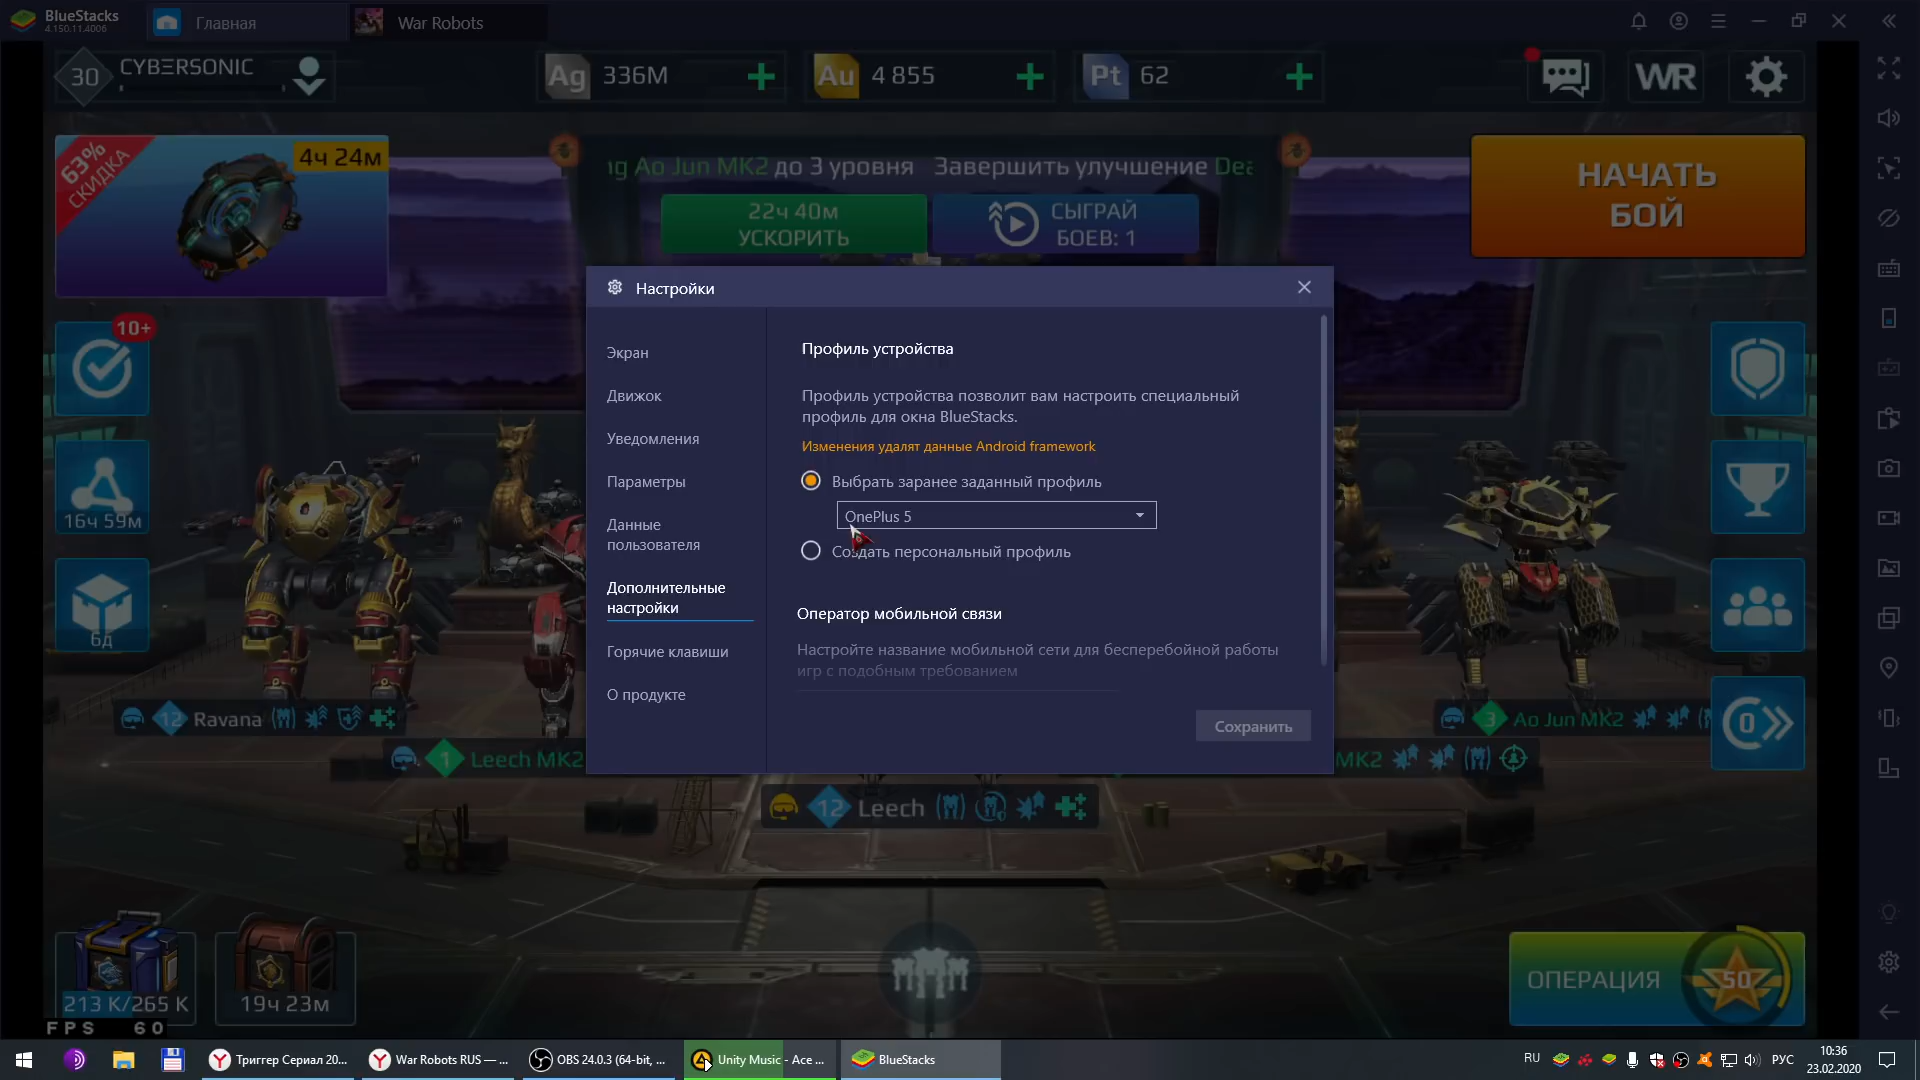 BlueStacks
4.150.11.4006
Главная
War Robots
30
CYBERSONIC
Ag 336M
Au 4 855
Pt 62
WR
63%
СКИДКА
4ч 24м
ng Ao Jun MK2 до 3 уровня Завершить улучшение Dea
22ч 40м
УСКОРИТЬ
СЫГРАЙ
БОЕВ: 1
НАЧАТЬ
БОЙ
10+
16ч 59м
6д
Настройки
Экран
Движок
Уведомления
Параметры
Данные
пользователя
Дополнительные
настройки
Горячие клавиши
О продукте
Профиль устройства
Профиль устройства позволит вам настроить специальный
профиль для окна BlueStacks.
Изменения удалят данные Android framework
Выбрать заранее заданный профиль
OnePlus 5
Создать персональный профиль
Оператор мобильной связи
Настройте название мобильной сети для бесперебойной работы
игр с подобным требованием
Сохранить
12 Ravana
1 Leech MK2
12 Leech
MK2
3 Ao Jun MK2
0
213 K/265 K
19ч 23м
ОПЕРАЦИЯ
50
FPS 60
Триггер Сериал 20...
War Robots RUS — ...
OBS 24.0.3 (64-bit, ...
Unity Music - Ace ...
BlueStacks
RU
РУС
10:36
23.02.2020